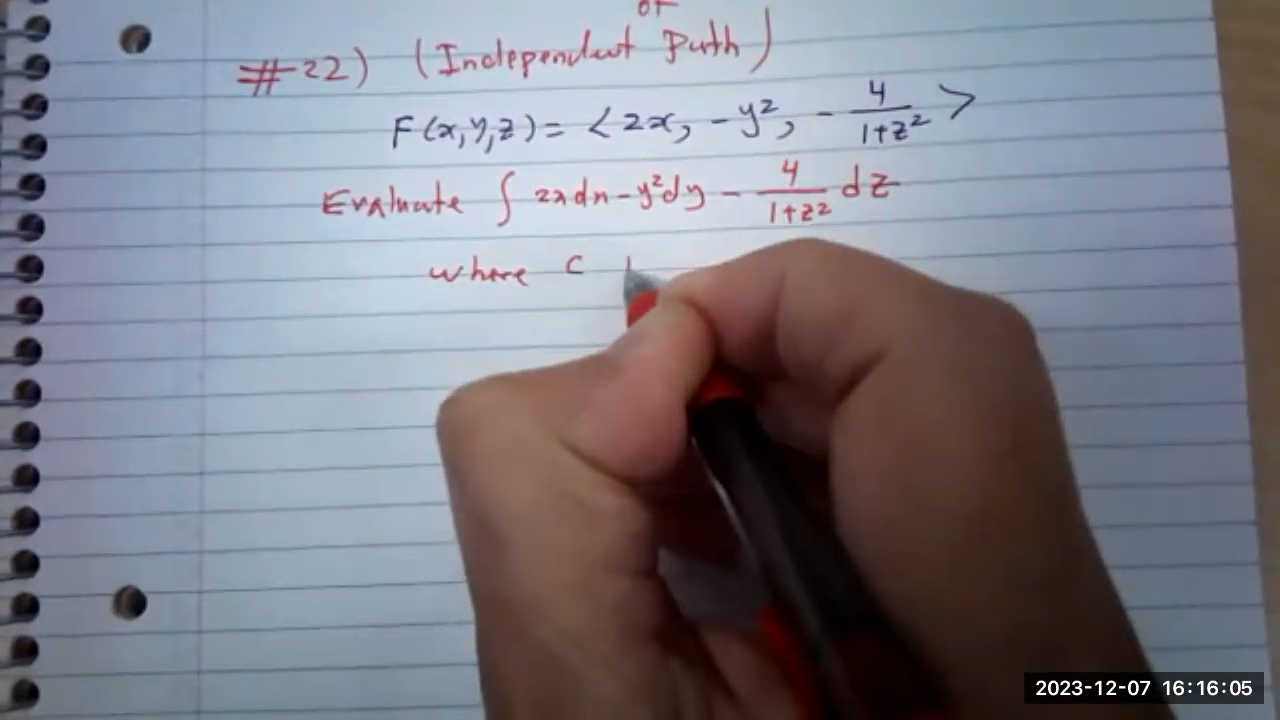 of
#22) (Independent Path)
F(x,y,z) = < 2x, -y², - 4/(1+z²) >
Evaluate ∫ 2xdx - y²dy - 4/(1+z²) dz
where C
2023-12-07 16:16:05